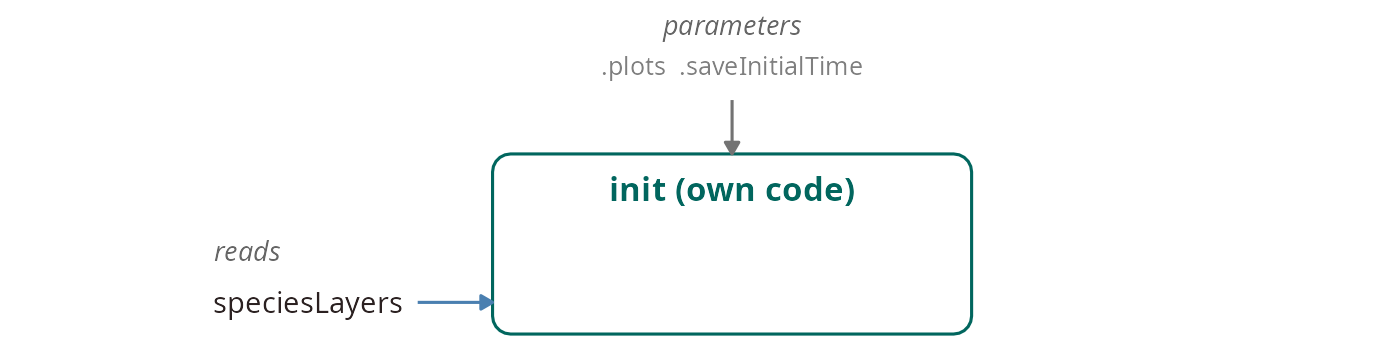 parameters
.plots .saveInitialTime
init (own code)
reads
speciesLayers